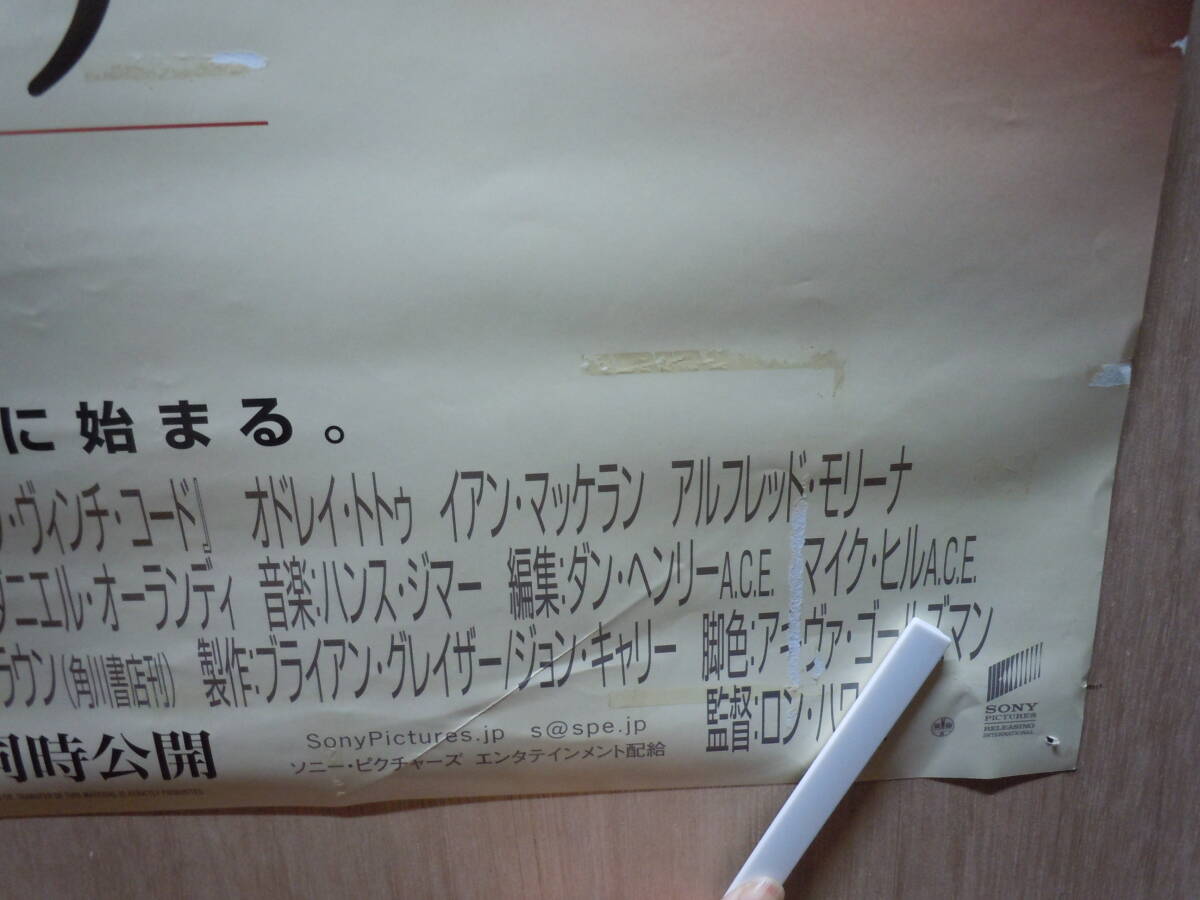 に始まる。
・ヴィンチ・コード』 オドレイ・トトゥ イアン・マッケラン アルフレッド・モリーナ
ニエル・オーランディ 音楽:ハンス・ジマー 編集:ダン・ヘンリーA.C.E. マイク・ヒルA.C.E.
ラウン(角川書店刊) 製作:ブライアン・グレイザー/ジョン・キャリー 脚色:アキヴァ・ゴールズマン
監督:ロン・ハワ
同時公開
SonyPictures.jp s@spe.jp
ソニー・ピクチャーズ エンタテインメント配給
SONY
PICTURES
RELEASING
INTERNATIONAL